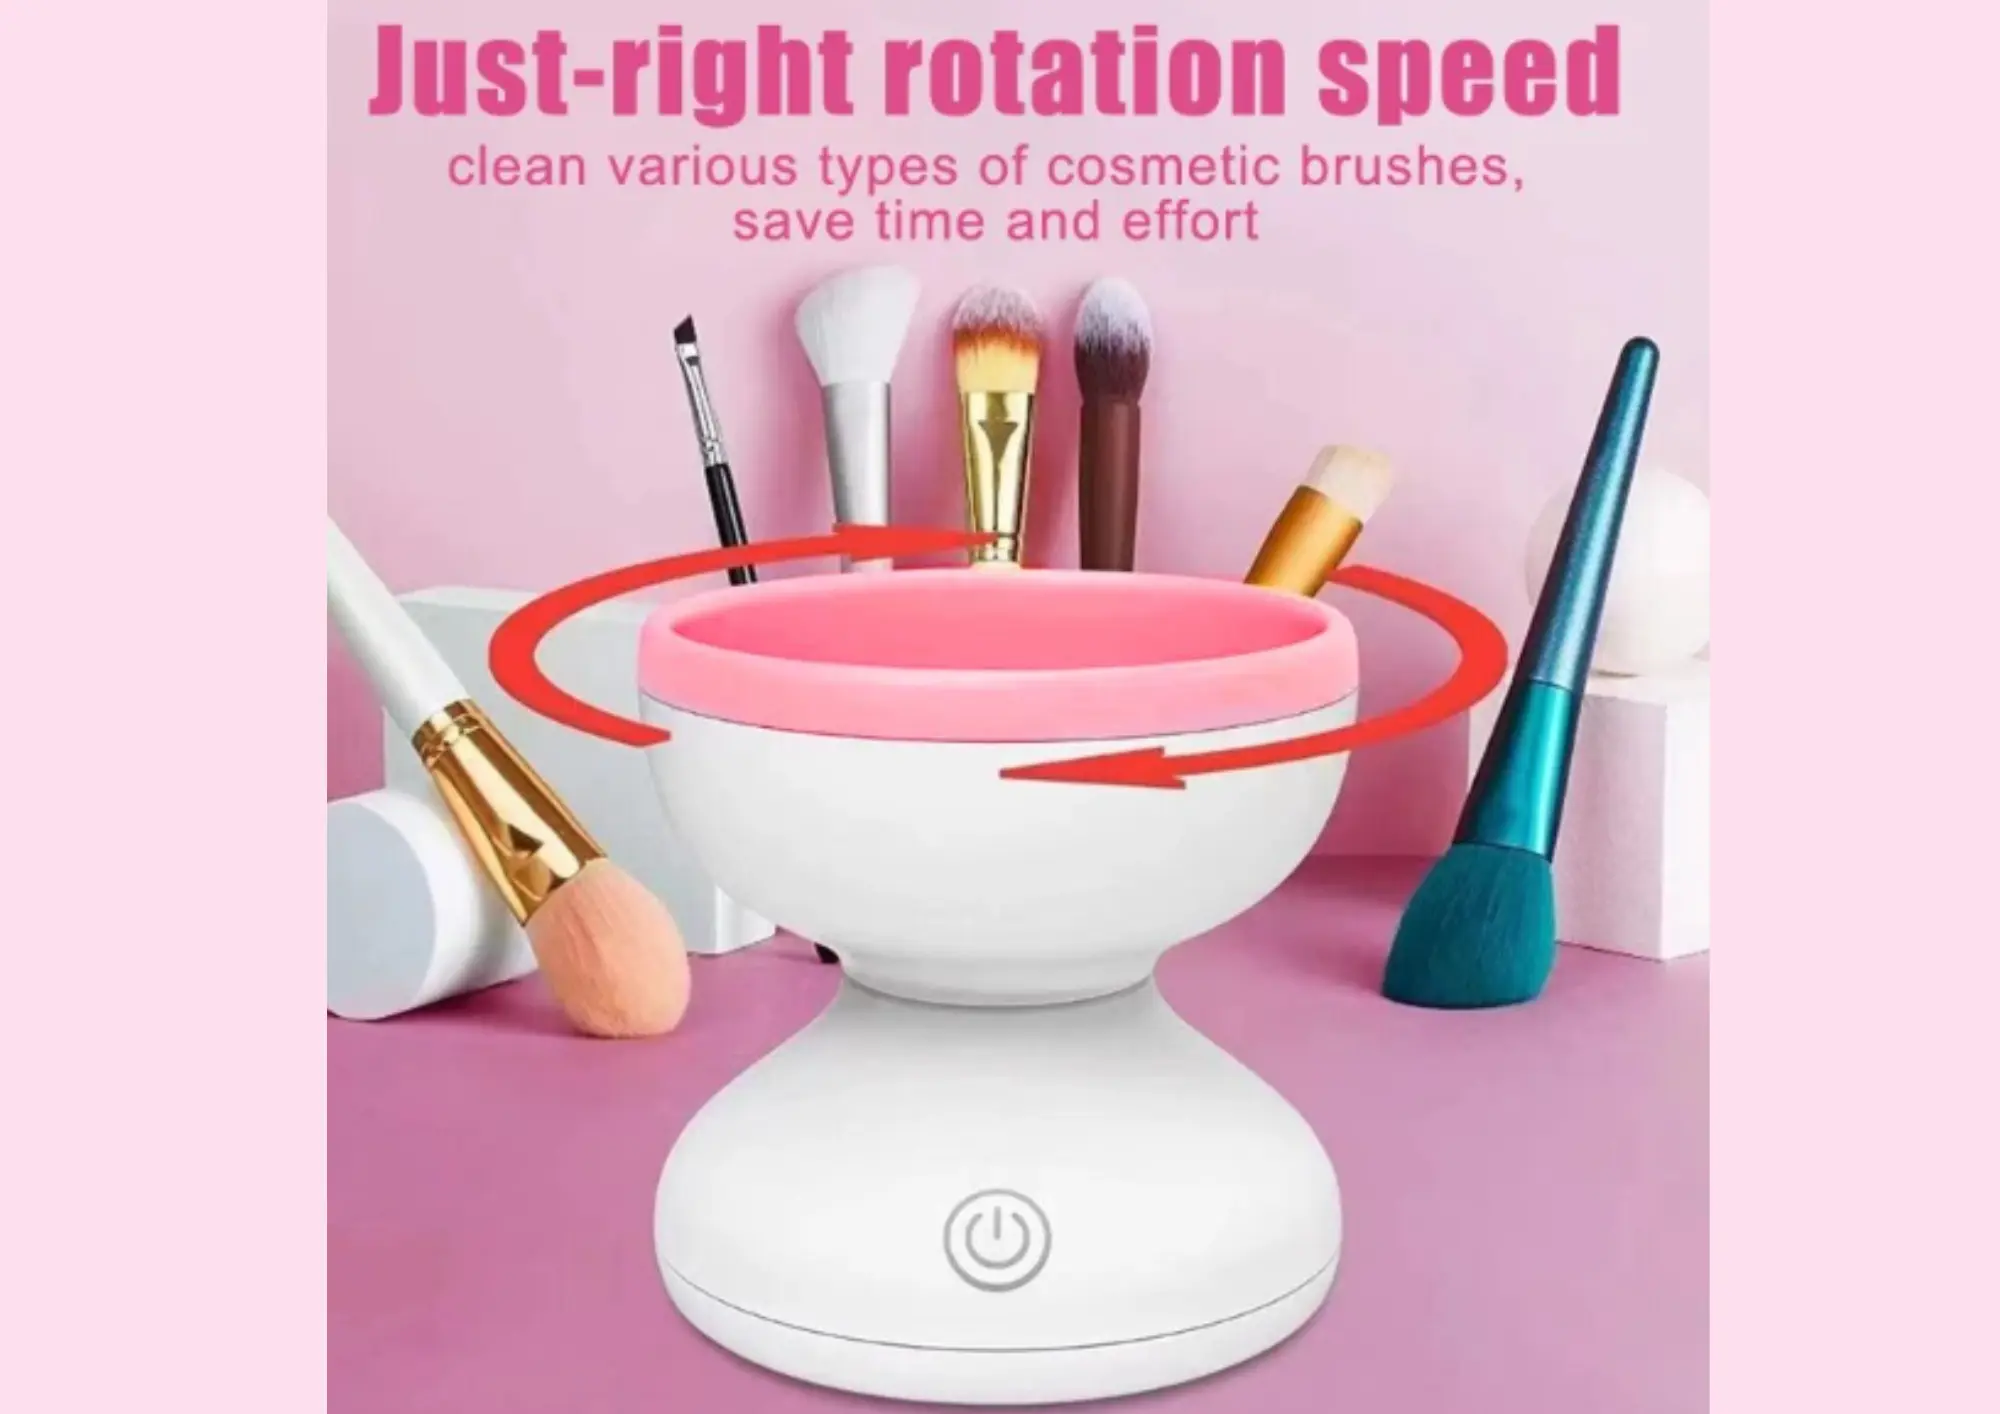 Just-right rotation speed
clean various types of cosmetic brushes,
save time and effort